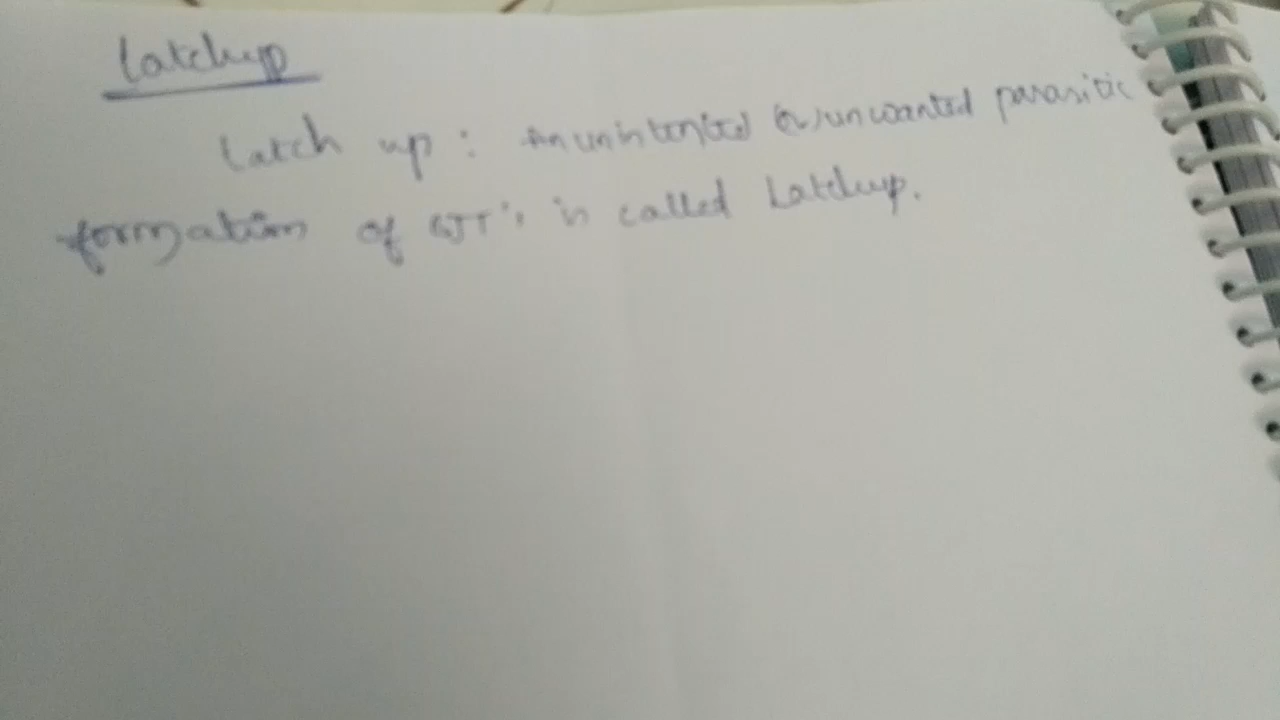 Latchup
Latch up : An unintended (or) unwanted parasitic
formation of BJT's is called Latchup.